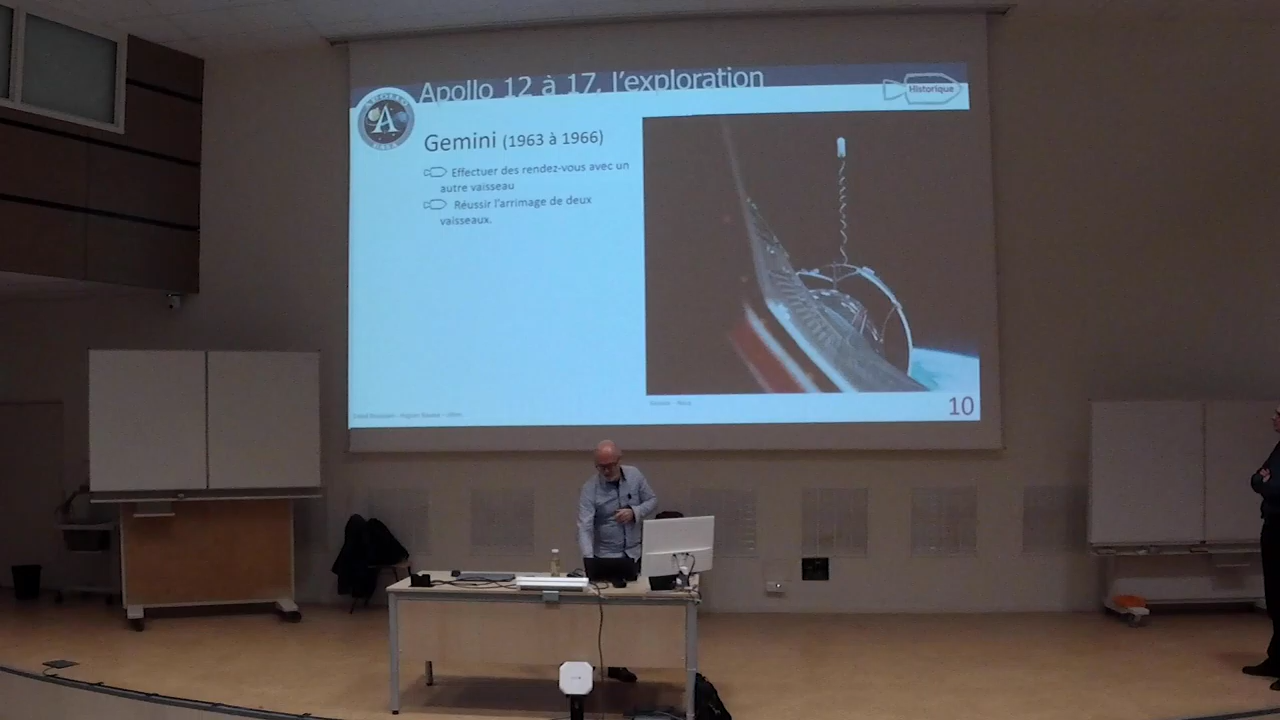 Apollo 12 à 17, l'exploration
Historique
A
Gemini (1963 à 1966)
Effectuer des rendez-vous avec un
autre vaisseau
Réussir l'arrimage de deux
vaisseaux.
10